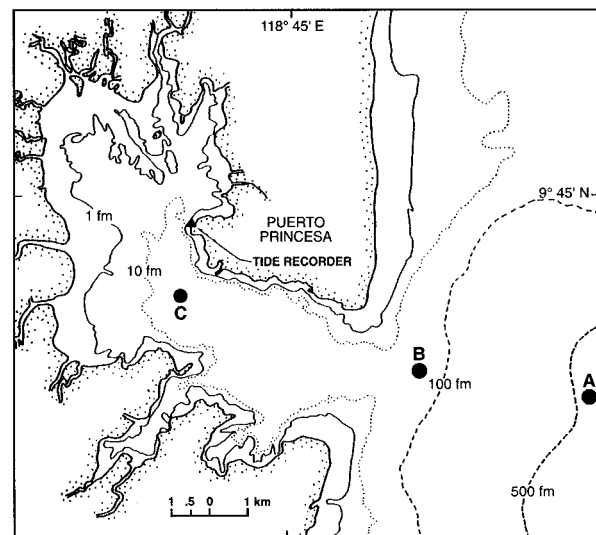 118° 45' E
9° 45' N
1 fm
PUERTO
PRINCESA
TIDE RECORDER
10 fm
C
B
A
100 fm
500 fm
1 .5 0 1 km